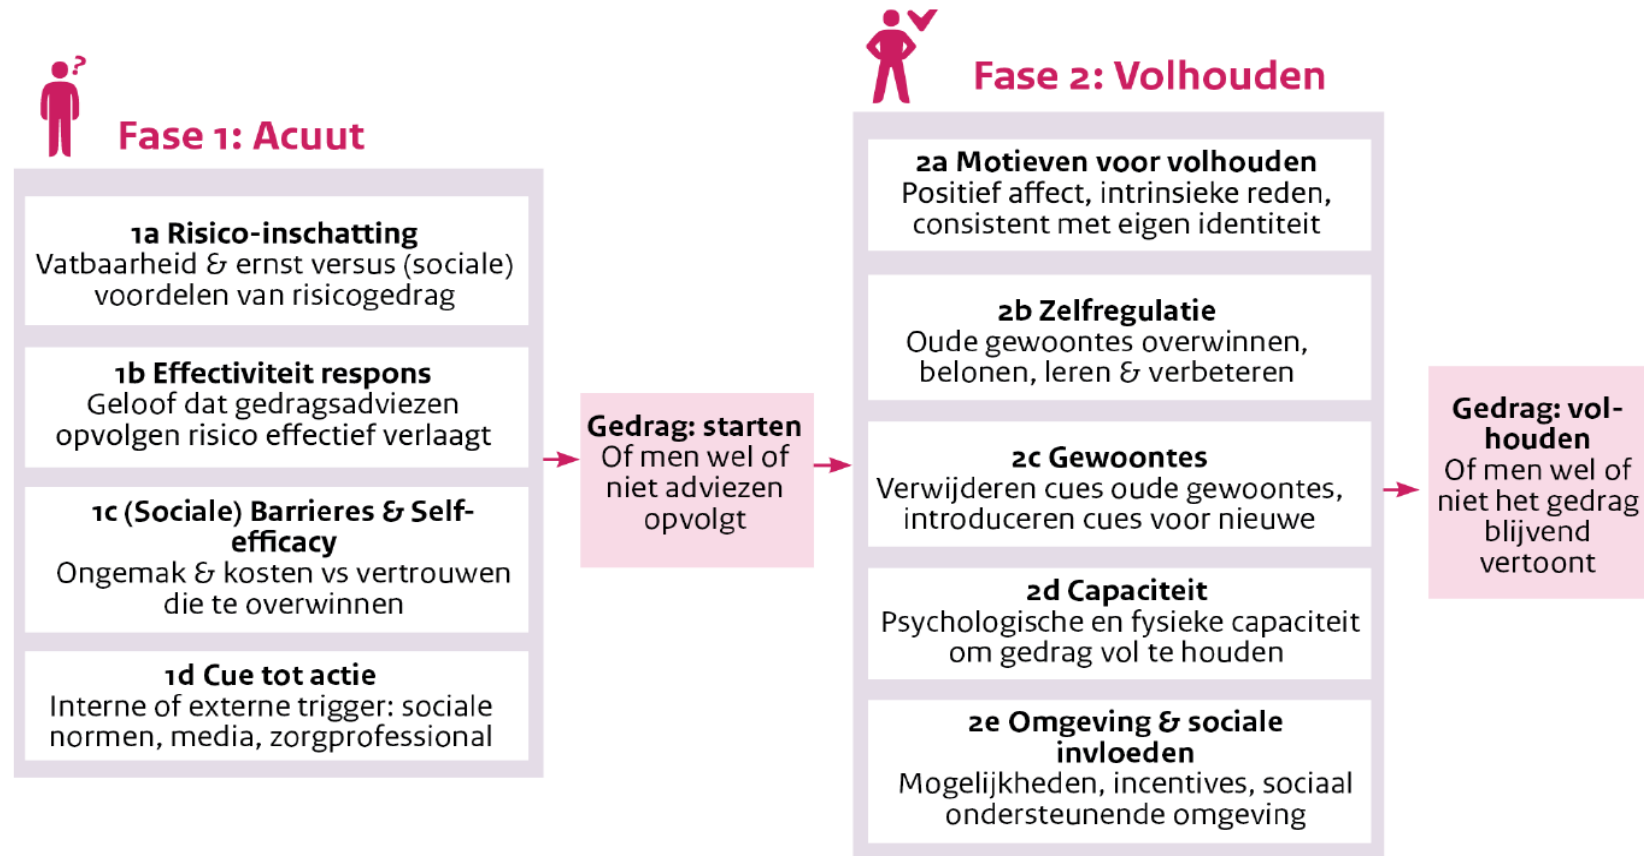 ?
Fase 1: Acuut
1a Risico-inschatting
Vatbaarheid & ernst versus (sociale)
voordelen van risicogedrag
1b Effectiviteit respons
Geloof dat gedragsadviezen
opvolgen risico effectief verlaagt
1c (Sociale) Barrieres & Self-
efficacy
Ongemak & kosten vs vertrouwen
die te overwinnen
1d Cue tot actie
Interne of externe trigger: sociale
normen, media, zorgprofessional
Gedrag: starten
Of men wel of
niet adviezen
opvolgt
Fase 2: Volhouden
2a Motieven voor volhouden
Positief affect, intrinsieke reden,
consistent met eigen identiteit
2b Zelfregulatie
Oude gewoontes overwinnen,
belonen, leren & verbeteren
2c Gewoontes
Verwijderen cues oude gewoontes,
introduceren cues voor nieuwe
2d Capaciteit
Psychologische en fysieke capaciteit
om gedrag vol te houden
2e Omgeving & sociale
invloeden
Mogelijkheden, incentives, sociaal
ondersteunende omgeving
Gedrag: vol-
houden
Of men wel of
niet het gedrag
blijvend
vertoont